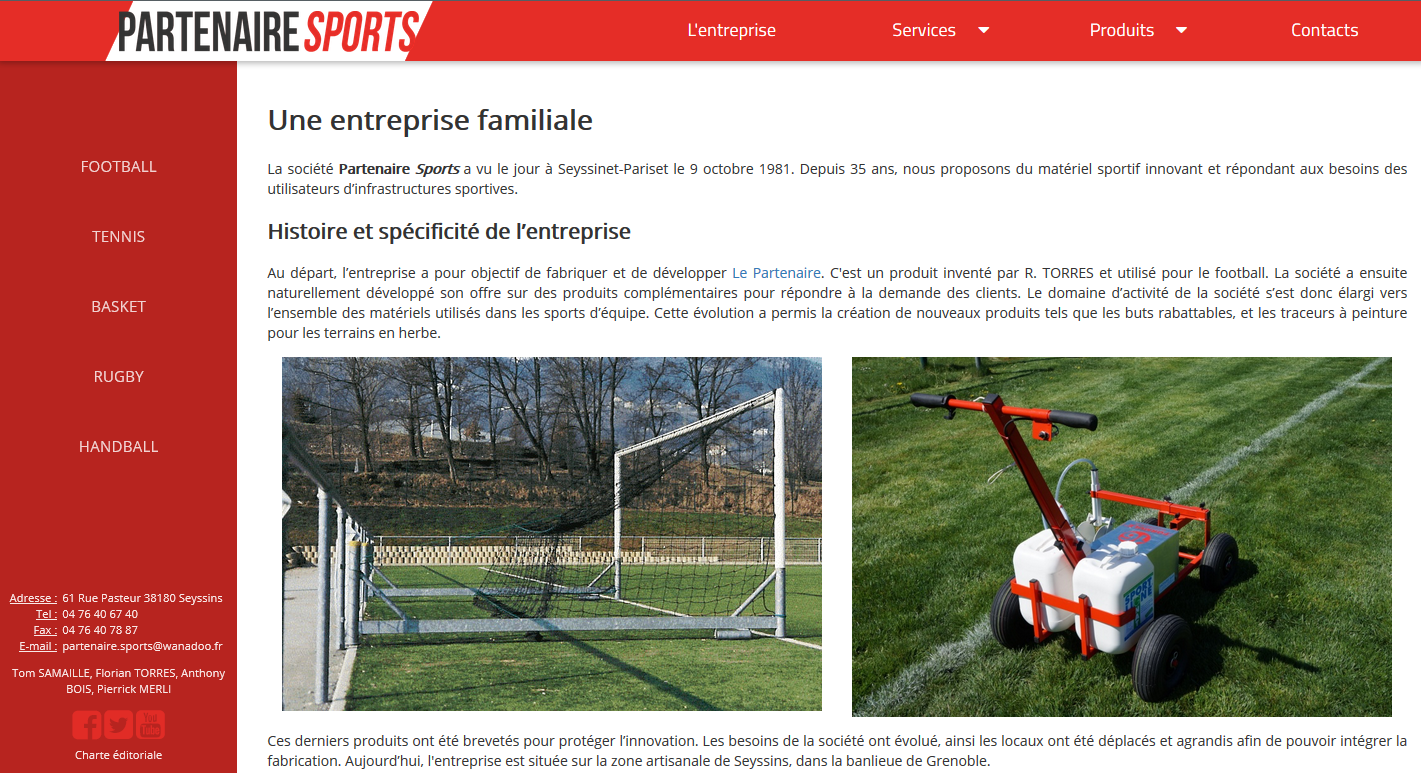 PARTENAIRE SPORTS
L'entreprise
Services
Produits
Contacts
FOOTBALL
TENNIS
BASKET
RUGBY
HANDBALL
Adresse : 61 Rue Pasteur 38180 Seyssins
Tel : 04 76 40 67 40
Fax : 04 76 40 78 87
E-mail : partenaire.sports@wanadoo.fr
Tom SAMAILLE, Florian TORRES, Anthony
BOIS, Pierrick MERLI
You
Tube
Charte éditoriale
Une entreprise familiale
La société Partenaire Sports a vu le jour à Seyssinet-Pariset le 9 octobre 1981. Depuis 35 ans, nous proposons du matériel sportif innovant et répondant aux besoins des
utilisateurs d’infrastructures sportives.
Histoire et spécificité de l’entreprise
Au départ, l’entreprise a pour objectif de fabriquer et de développer Le Partenaire. C'est un produit inventé par R. TORRES et utilisé pour le football. La société a ensuite
naturellement développé son offre sur des produits complémentaires pour répondre à la demande des clients. Le domaine d’activité de la société s’est donc élargi vers
l’ensemble des matériels utilisés dans les sports d’équipe. Cette évolution a permis la création de nouveaux produits tels que les buts rabattables, et les traceurs à peinture
pour les terrains en herbe.
Ces derniers produits ont été brevetés pour protéger l’innovation. Les besoins de la société ont évolué, ainsi les locaux ont été déplacés et agrandis afin de pouvoir intégrer la
fabrication. Aujourd’hui, l'entreprise est située sur la zone artisanale de Seyssins, dans la banlieue de Grenoble.